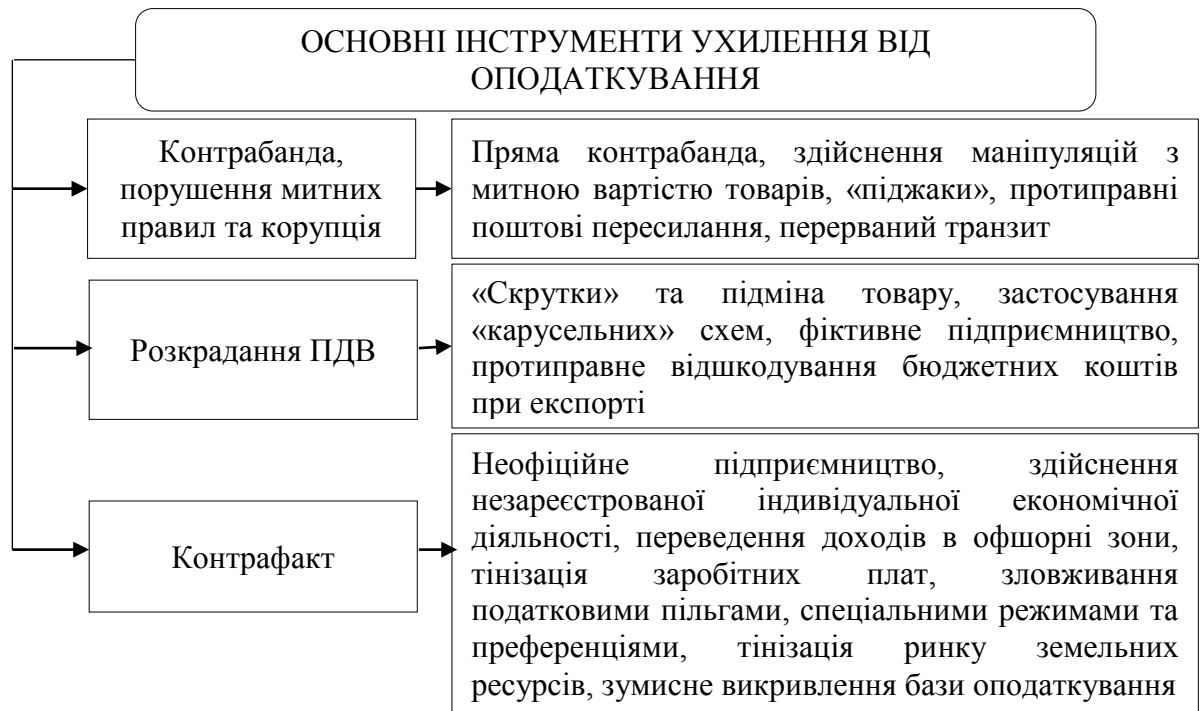 ОСНОВНІ ІНСТРУМЕНТИ УХИЛЕННЯ ВІД
ОПОДАТКУВАННЯ
Контрабанда,
порушення митних
правил та корупція
Пряма контрабанда, здійснення маніпуляцій з
митною вартістю товарів, «піджаки», протиправні
поштові пересилання, перерваний транзит
Розкрадання ПДВ
«Скрутки» та підміна товару, застосування
«карусельних» схем, фіктивне підприємництво,
протиправне відшкодування бюджетних коштів
при експорті
Контрафакт
Неофіційне підприємництво, здійснення
незареєстрованої індивідуальної економічної
діяльності, переведення доходів в офшорні зони,
тінізація заробітних плат, зловживання
податковими пільгами, спеціальними режимами та
преференціями, тінізація ринку земельних
ресурсів, зумисне викривлення бази оподаткування